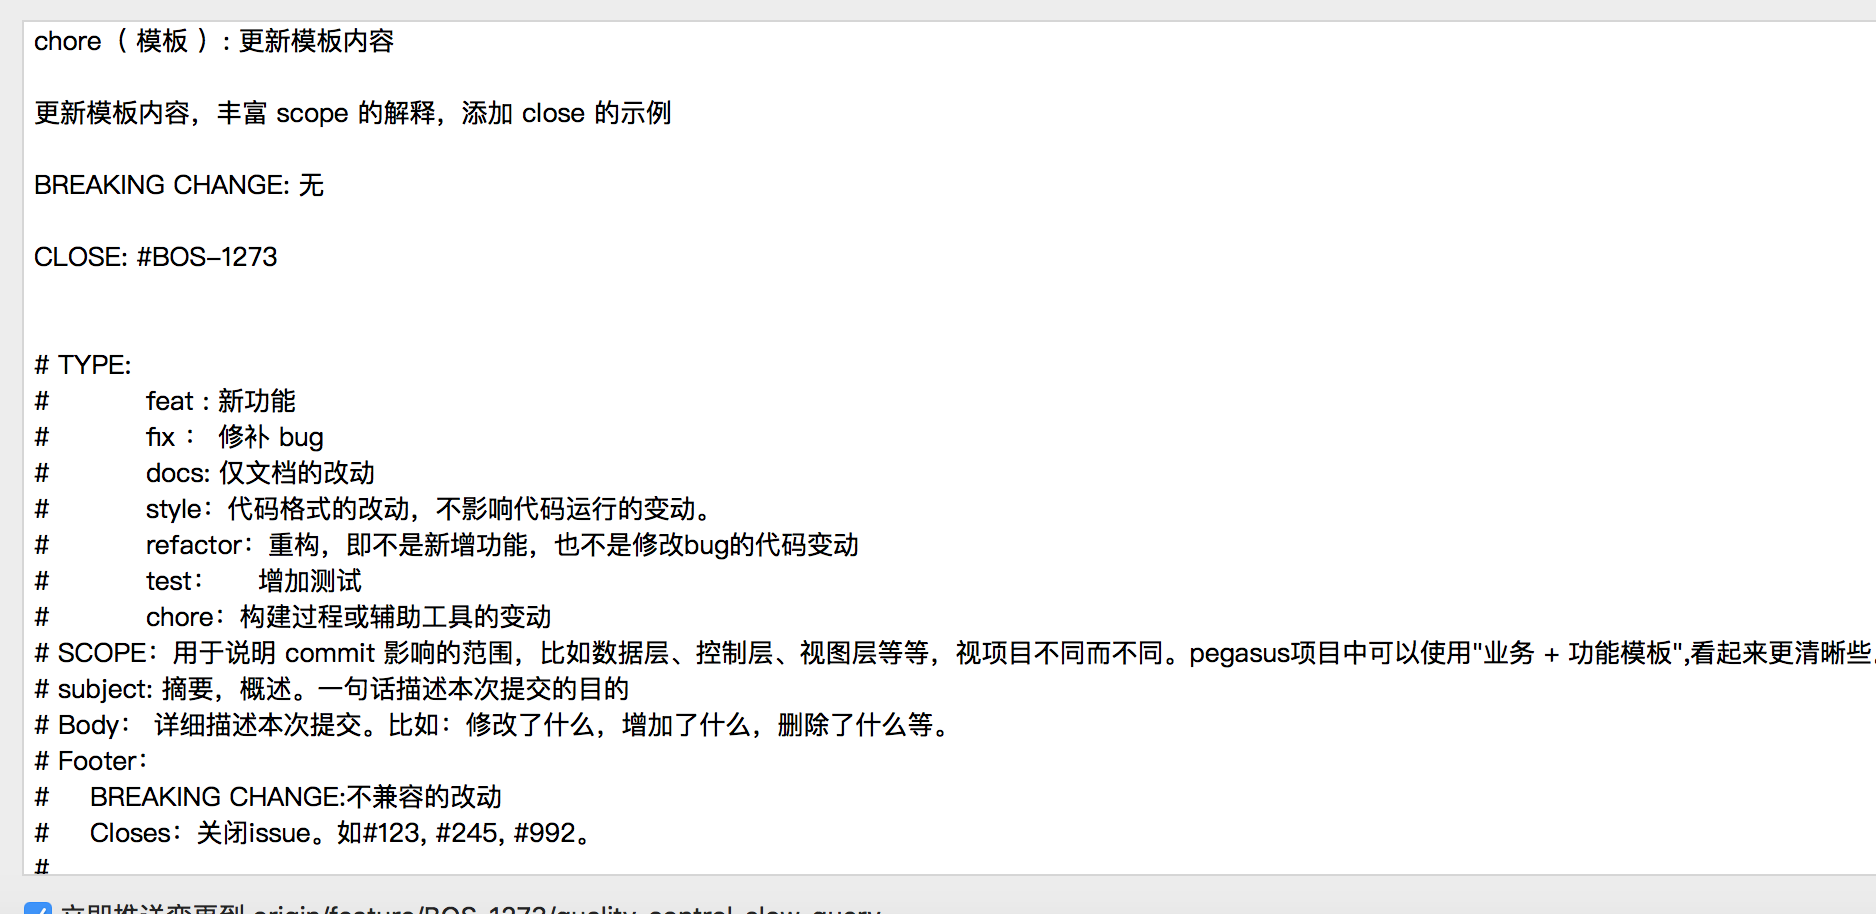 chore （ 模板 ） : 更新模板内容
更新模板内容，丰富 scope 的解释，添加 close 的示例
BREAKING CHANGE: 无
CLOSE: #BOS-1273
# TYPE:
# feat : 新功能
# fix ： 修补 bug
# docs: 仅文档的改动
# style：代码格式的改动，不影响代码运行的变动。
# refactor：重构，即不是新增功能，也不是修改bug的代码变动
# test： 增加测试
# chore：构建过程或辅助工具的变动
# SCOPE：用于说明 commit 影响的范围，比如数据层、控制层、视图层等等，视项目不同而不同。pegasus项目中可以使用"业务 + 功能模板",看起来更清晰些
# subject: 摘要，概述。一句话描述本次提交的目的
# Body： 详细描述本次提交。比如：修改了什么，增加了什么，删除了什么等。
# Footer：
# BREAKING CHANGE:不兼容的改动
# Closes：关闭issue。如#123, #245, #992。
#
立即推送变更到 origin/feature/BOS-1273/quality_control_slow_query